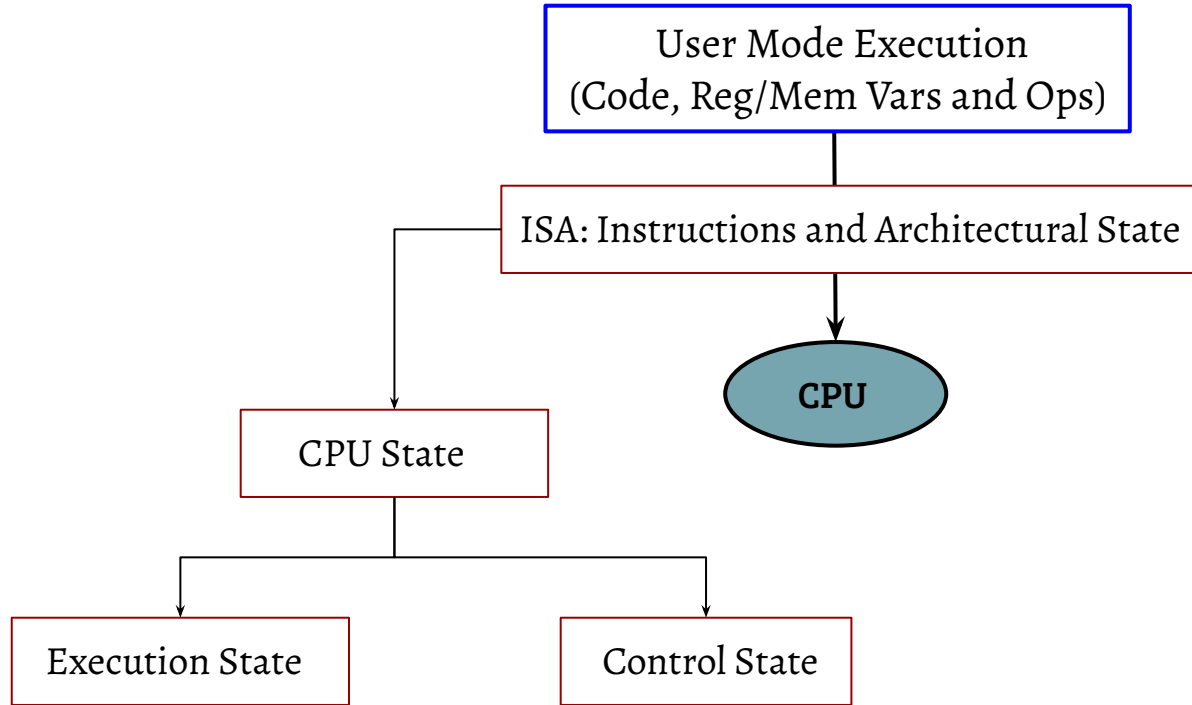 User Mode Execution
(Code, Reg/Mem Vars and Ops)
ISA: Instructions and Architectural State
CPU
CPU State
Execution State
Control State